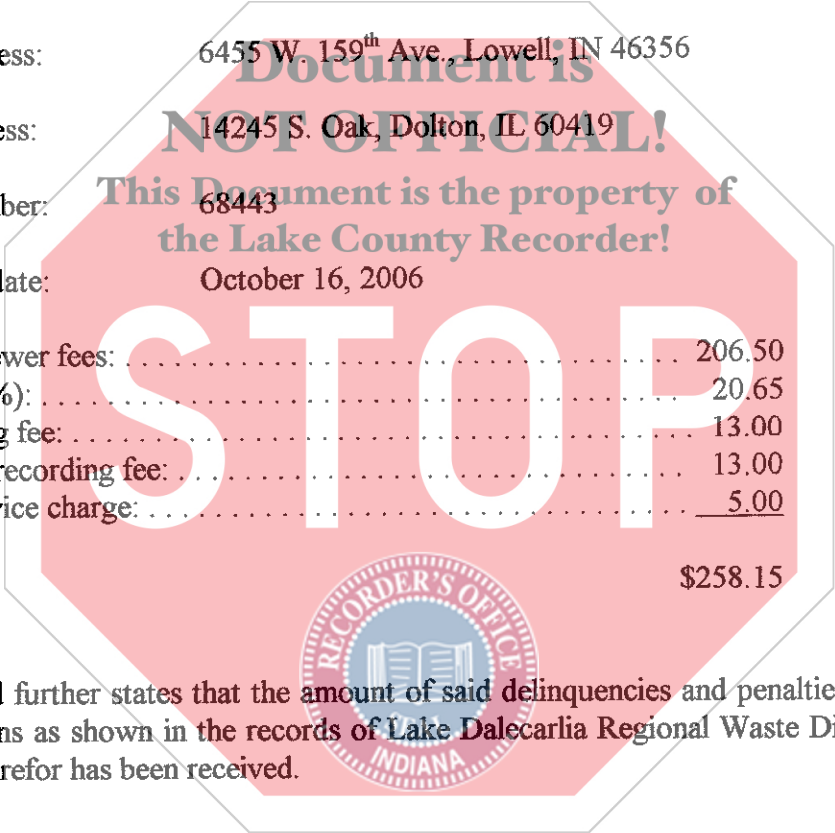 ess: 6455 W. 159th Ave., Lowell, IN 46356
Document is
ess: 14245 S. Oak, Dolton, IL 60419
NOT OFFICIAL!
This Document is the property of
ber: 68443
the Lake County Recorder!
date: October 16, 2006
STOP
wer fees: 206.50
%): 20.65
g fee: 13.00
recording fee: 13.00
ice charge: 5.00
$258.15
RECORDER'S OFFICE
INDIANA
d further states that the amount of said delinquencies and penaltie
ns as shown in the records of Lake Dalecarlia Regional Waste Di
refor has been received.